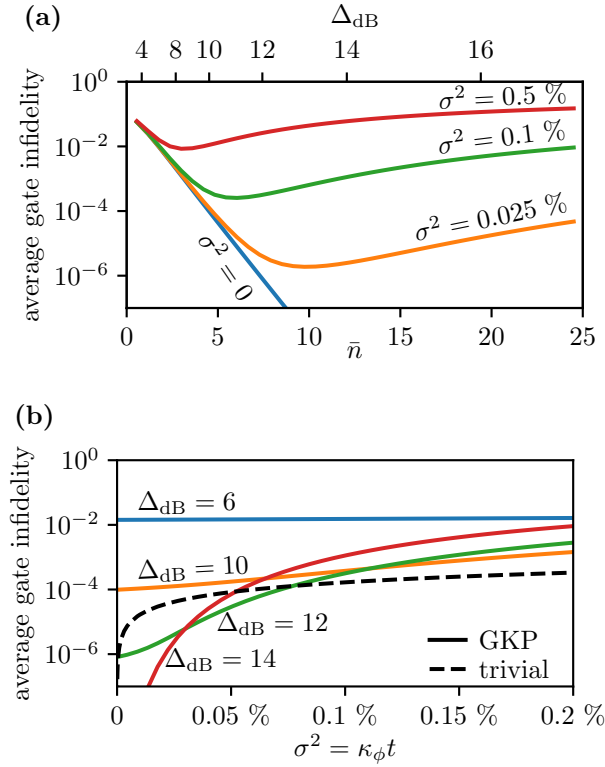 (a)
Δ_dB
4 8 10 12 14 16
average gate infidelity
10^0
10^−2
10^−4
10^−6
σ^2 = 0.5 %
σ^2 = 0.1 %
σ^2 = 0.025 %
σ^2 = 0
0 5 10 15 20 25
n̄
(b)
average gate infidelity
10^0
10^−2
10^−4
10^−6
Δ_dB = 6
Δ_dB = 10
Δ_dB = 12
Δ_dB = 14
GKP
trivial
0 0.05 % 0.1 % 0.15 % 0.2 %
σ^2 = κ_ϕ t